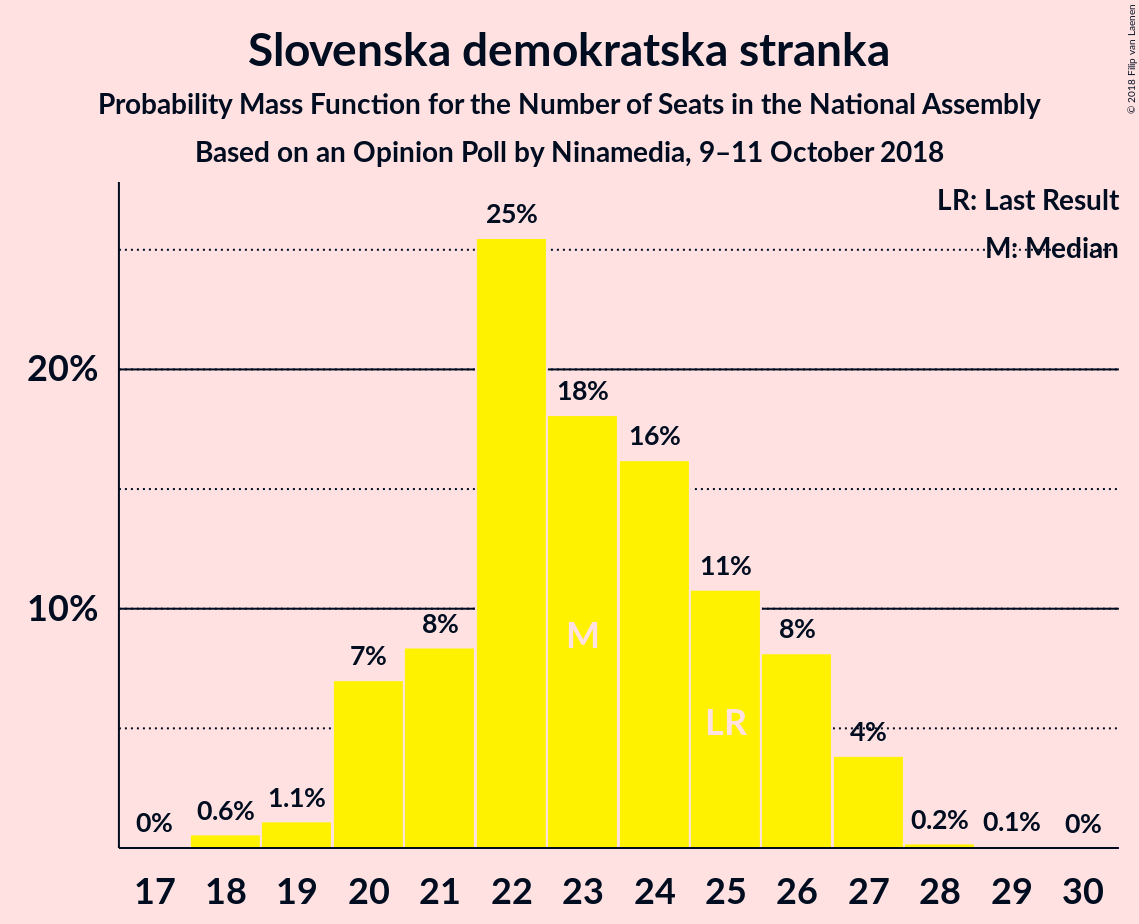 Slovenska demokratska stranka
Probability Mass Function for the Number of Seats in the National Assembly
Based on an Opinion Poll by Ninamedia, 9–11 October 2018
© 2018 Filip van Laenen
LR: Last Result
M: Median
20%
10%
0%
0.6%
1.1%
7%
8%
25%
18%
16%
11%
8%
4%
0.2%
0.1%
0%
M
LR
17 18 19 20 21 22 23 24 25 26 27 28 29 30